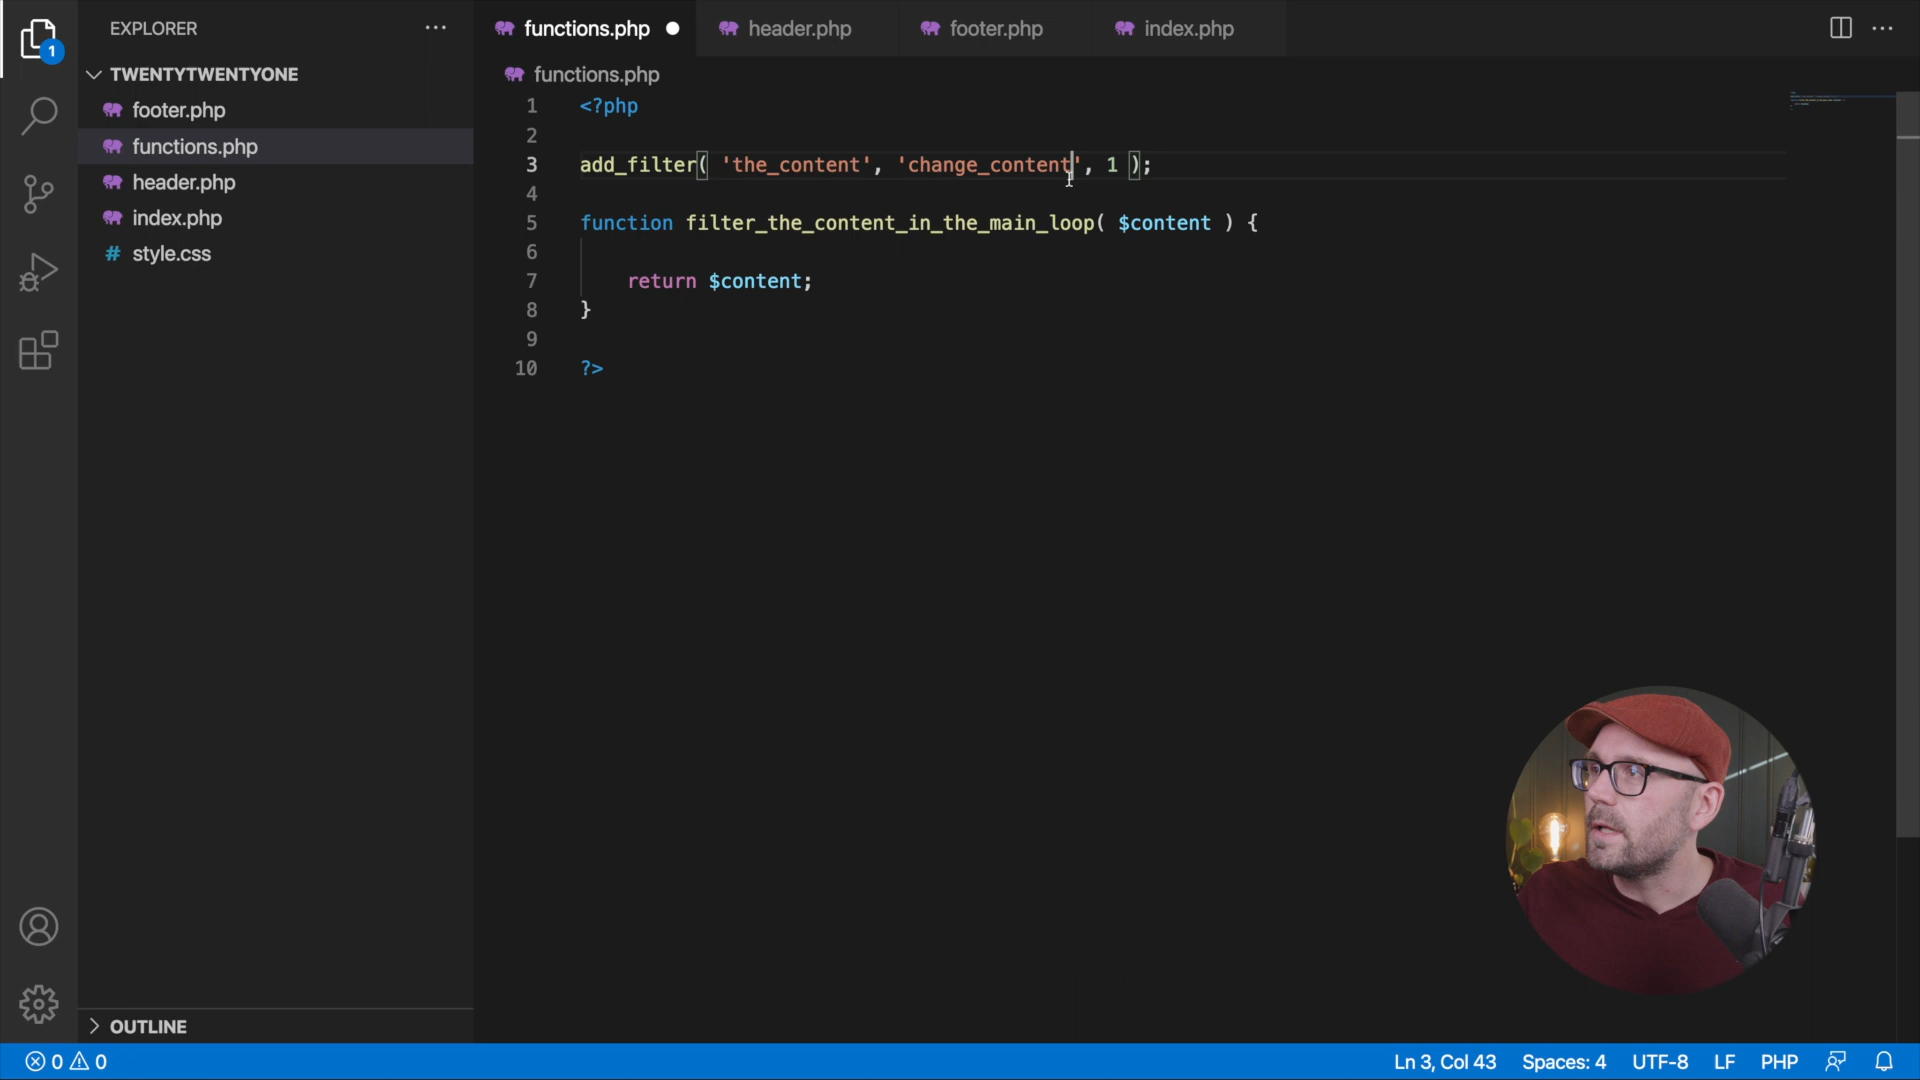 1
EXPLORER ...
TWENTYTWENTYONE
footer.php
functions.php
header.php
index.php
# style.css
OUTLINE
functions.php header.php footer.php index.php ...
functions.php
1 <?php
2
3 add_filter( 'the_content', 'change_content', 1 );
4
5 function filter_the_content_in_the_main_loop( $content ) {
6
7 return $content;
8 }
9
10 ?>
0 0 Ln 3, Col 43 Spaces: 4 UTF-8 LF PHP